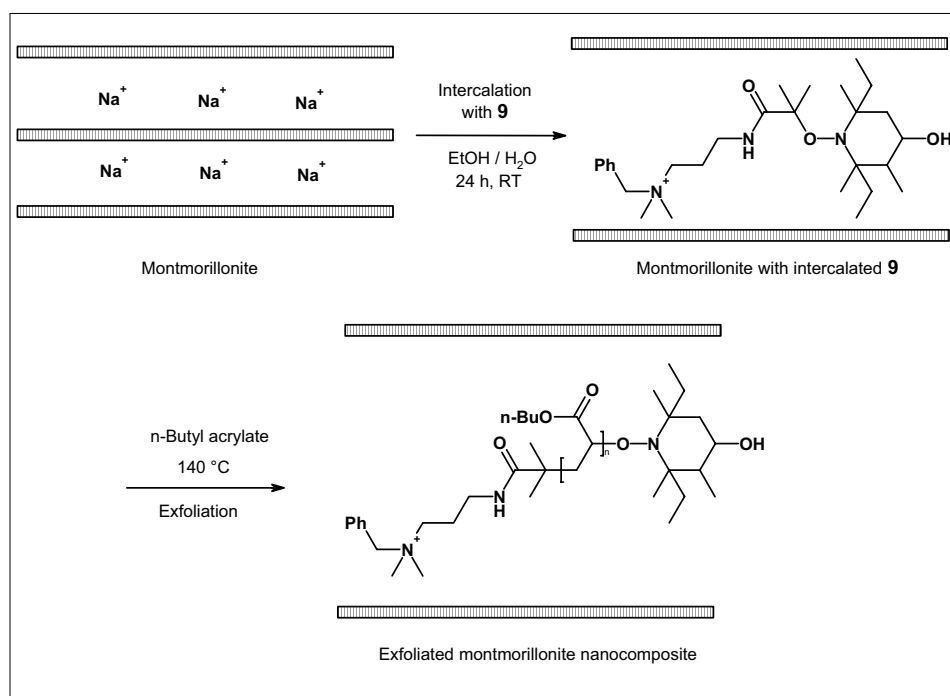 Na+ Na+ Na+
Na+ Na+ Na+
Montmorillonite
Intercalation
with 9
EtOH / H2O
24 h, RT
O
N
H
O
N
OH
Ph
N+
Montmorillonite with intercalated 9
n-Butyl acrylate
140 °C
Exfoliation
O
n-BuO
O
n
O
N
OH
N
H
Ph
N+
Exfoliated montmorillonite nanocomposite